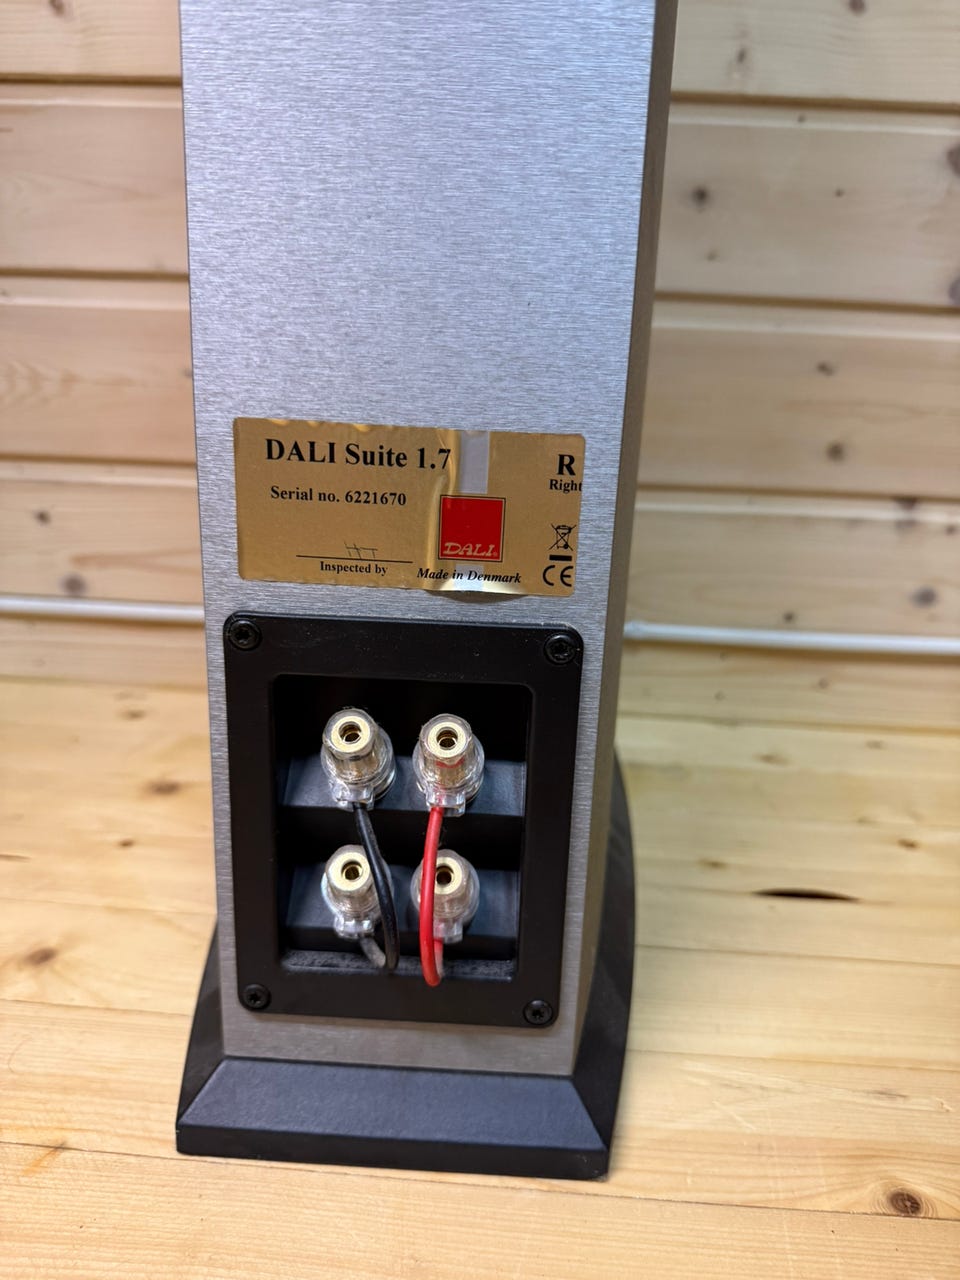 DALI Suite 1.7
R
Right
Serial no. 6221670
DALI
Inspected by
Made in Denmark
CE